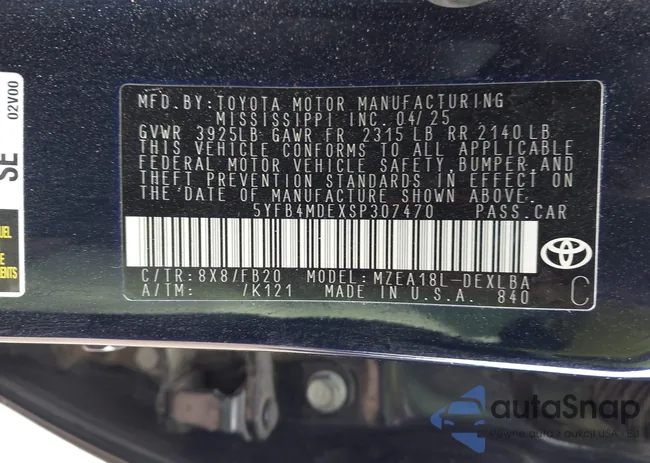 MFD.BY: TOYOTA MOTOR MANUFACTURING
MISSISSIPPI INC. 04/25
GVWR 3925LB GAWR FR 2315 LB RR 2140 LB
THIS VEHICLE CONFORMS TO ALL APPLICABLE
FEDERAL MOTOR VEHICLE SAFETY, BUMPER, AND
THEFT PREVENTION STANDARDS IN EFFECT ON
THE DATE OF MANUFACTURE SHOWN ABOVE.
5YFB4MDEXSP307470 PASS.CAR
C/TR: 8X8/FB20 MODEL: MZEA18L-DEXLBA
A/TM: /K121 MADE IN U.S.A. 840
C
02V00
SE
autoSnap